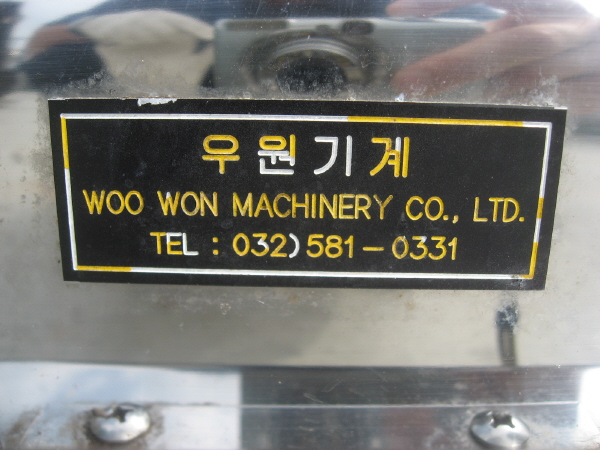 우원기계
WOO WON MACHINERY CO., LTD.
TEL : 032) 581-0331